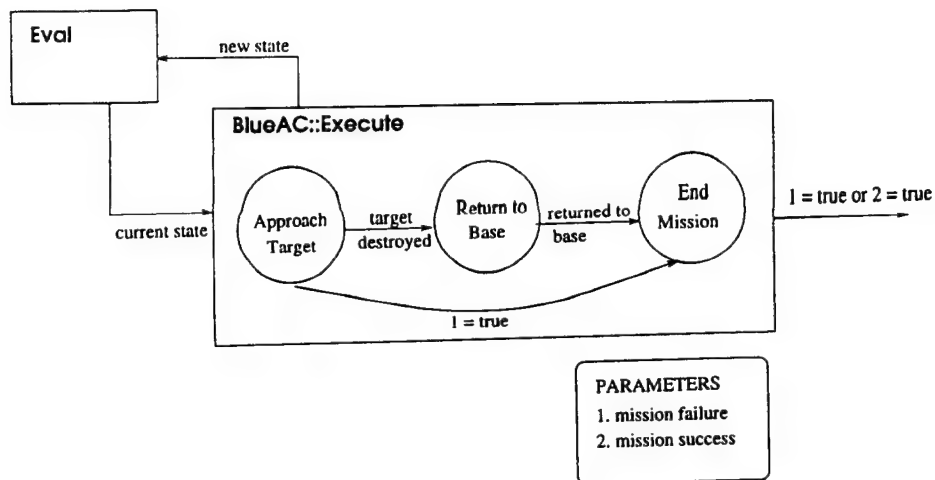 Eval
new state
BlueAC::Execute
current state
Approach
Target
target
destroyed
Return to
Base
returned to
base
End
Mission
1 = true
1 = true or 2 = true
PARAMETERS
1. mission failure
2. mission success